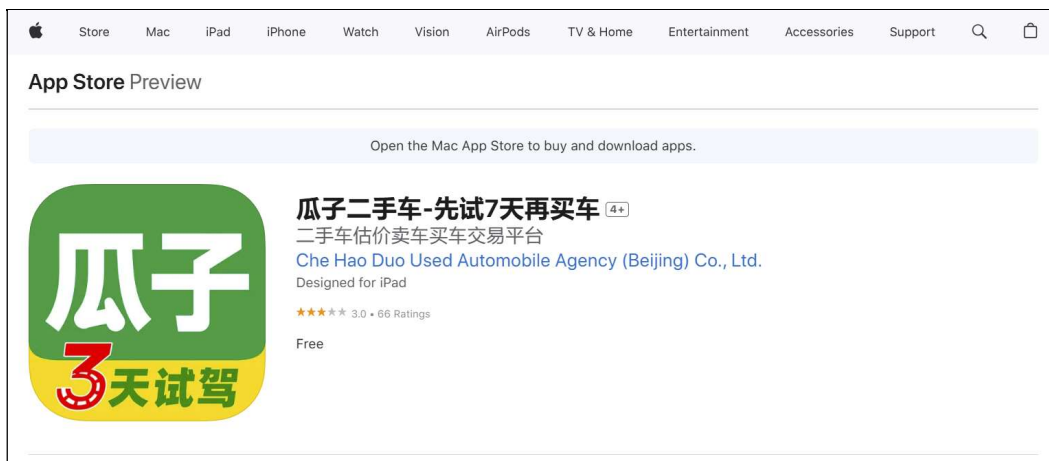 Store Mac iPad iPhone Watch Vision AirPods TV & Home Entertainment Accessories Support
App Store Preview
Open the Mac App Store to buy and download apps.
瓜子
3天试驾
瓜子二手车-先试7天再买车 4+
二手车估价卖车买车交易平台
Che Hao Duo Used Automobile Agency (Beijing) Co., Ltd.
Designed for iPad
★★★★★ 3.0 • 66 Ratings
Free